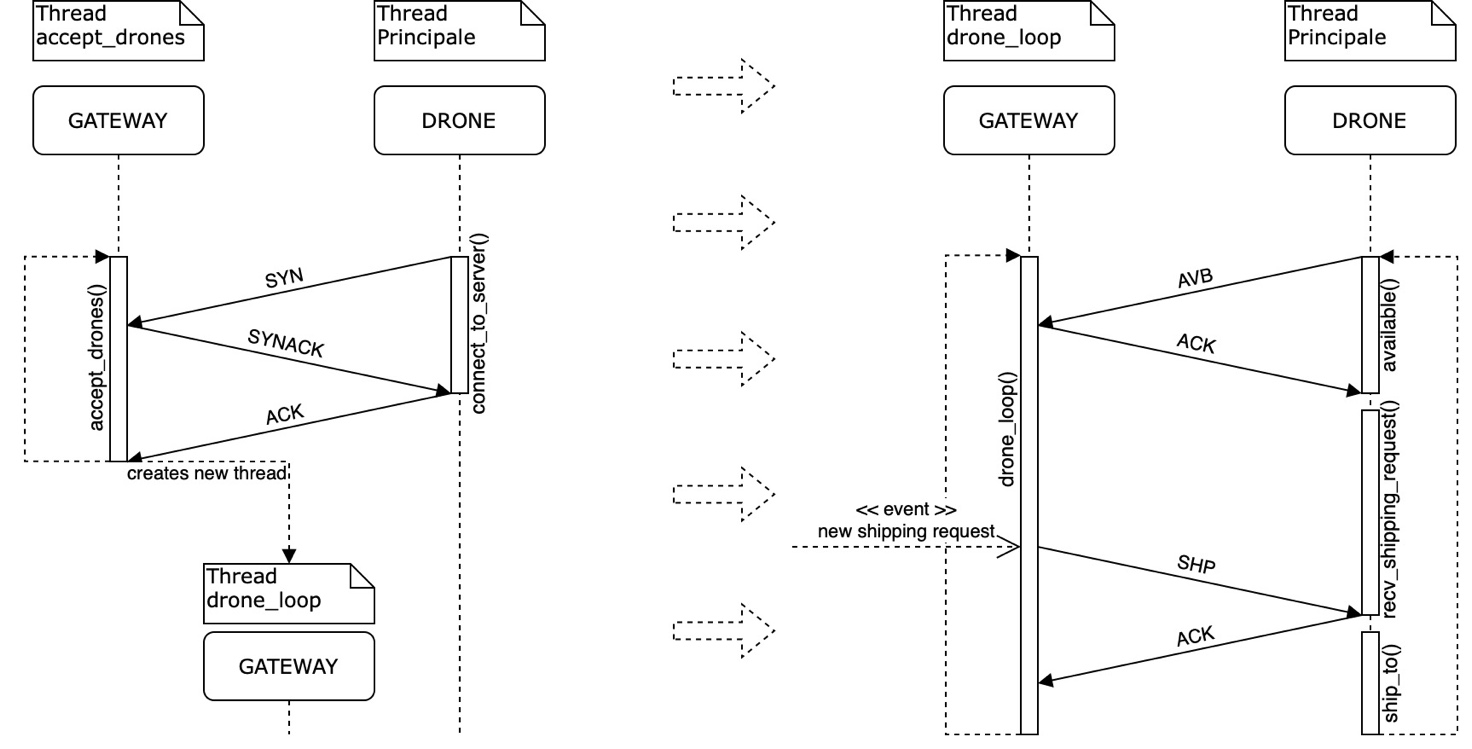 Thread
accept_drones
Thread
Principale
GATEWAY
DRONE
SYN
SYNACK
ACK
accept_drones()
connect_to_server()
creates new thread
Thread
drone_loop
GATEWAY
Thread
drone_loop
Thread
Principale
GATEWAY
DRONE
AVB
ACK
available()
drone_loop()
<< event >>
new shipping request
recv_shipping_request()
SHP
ACK
ship_to()